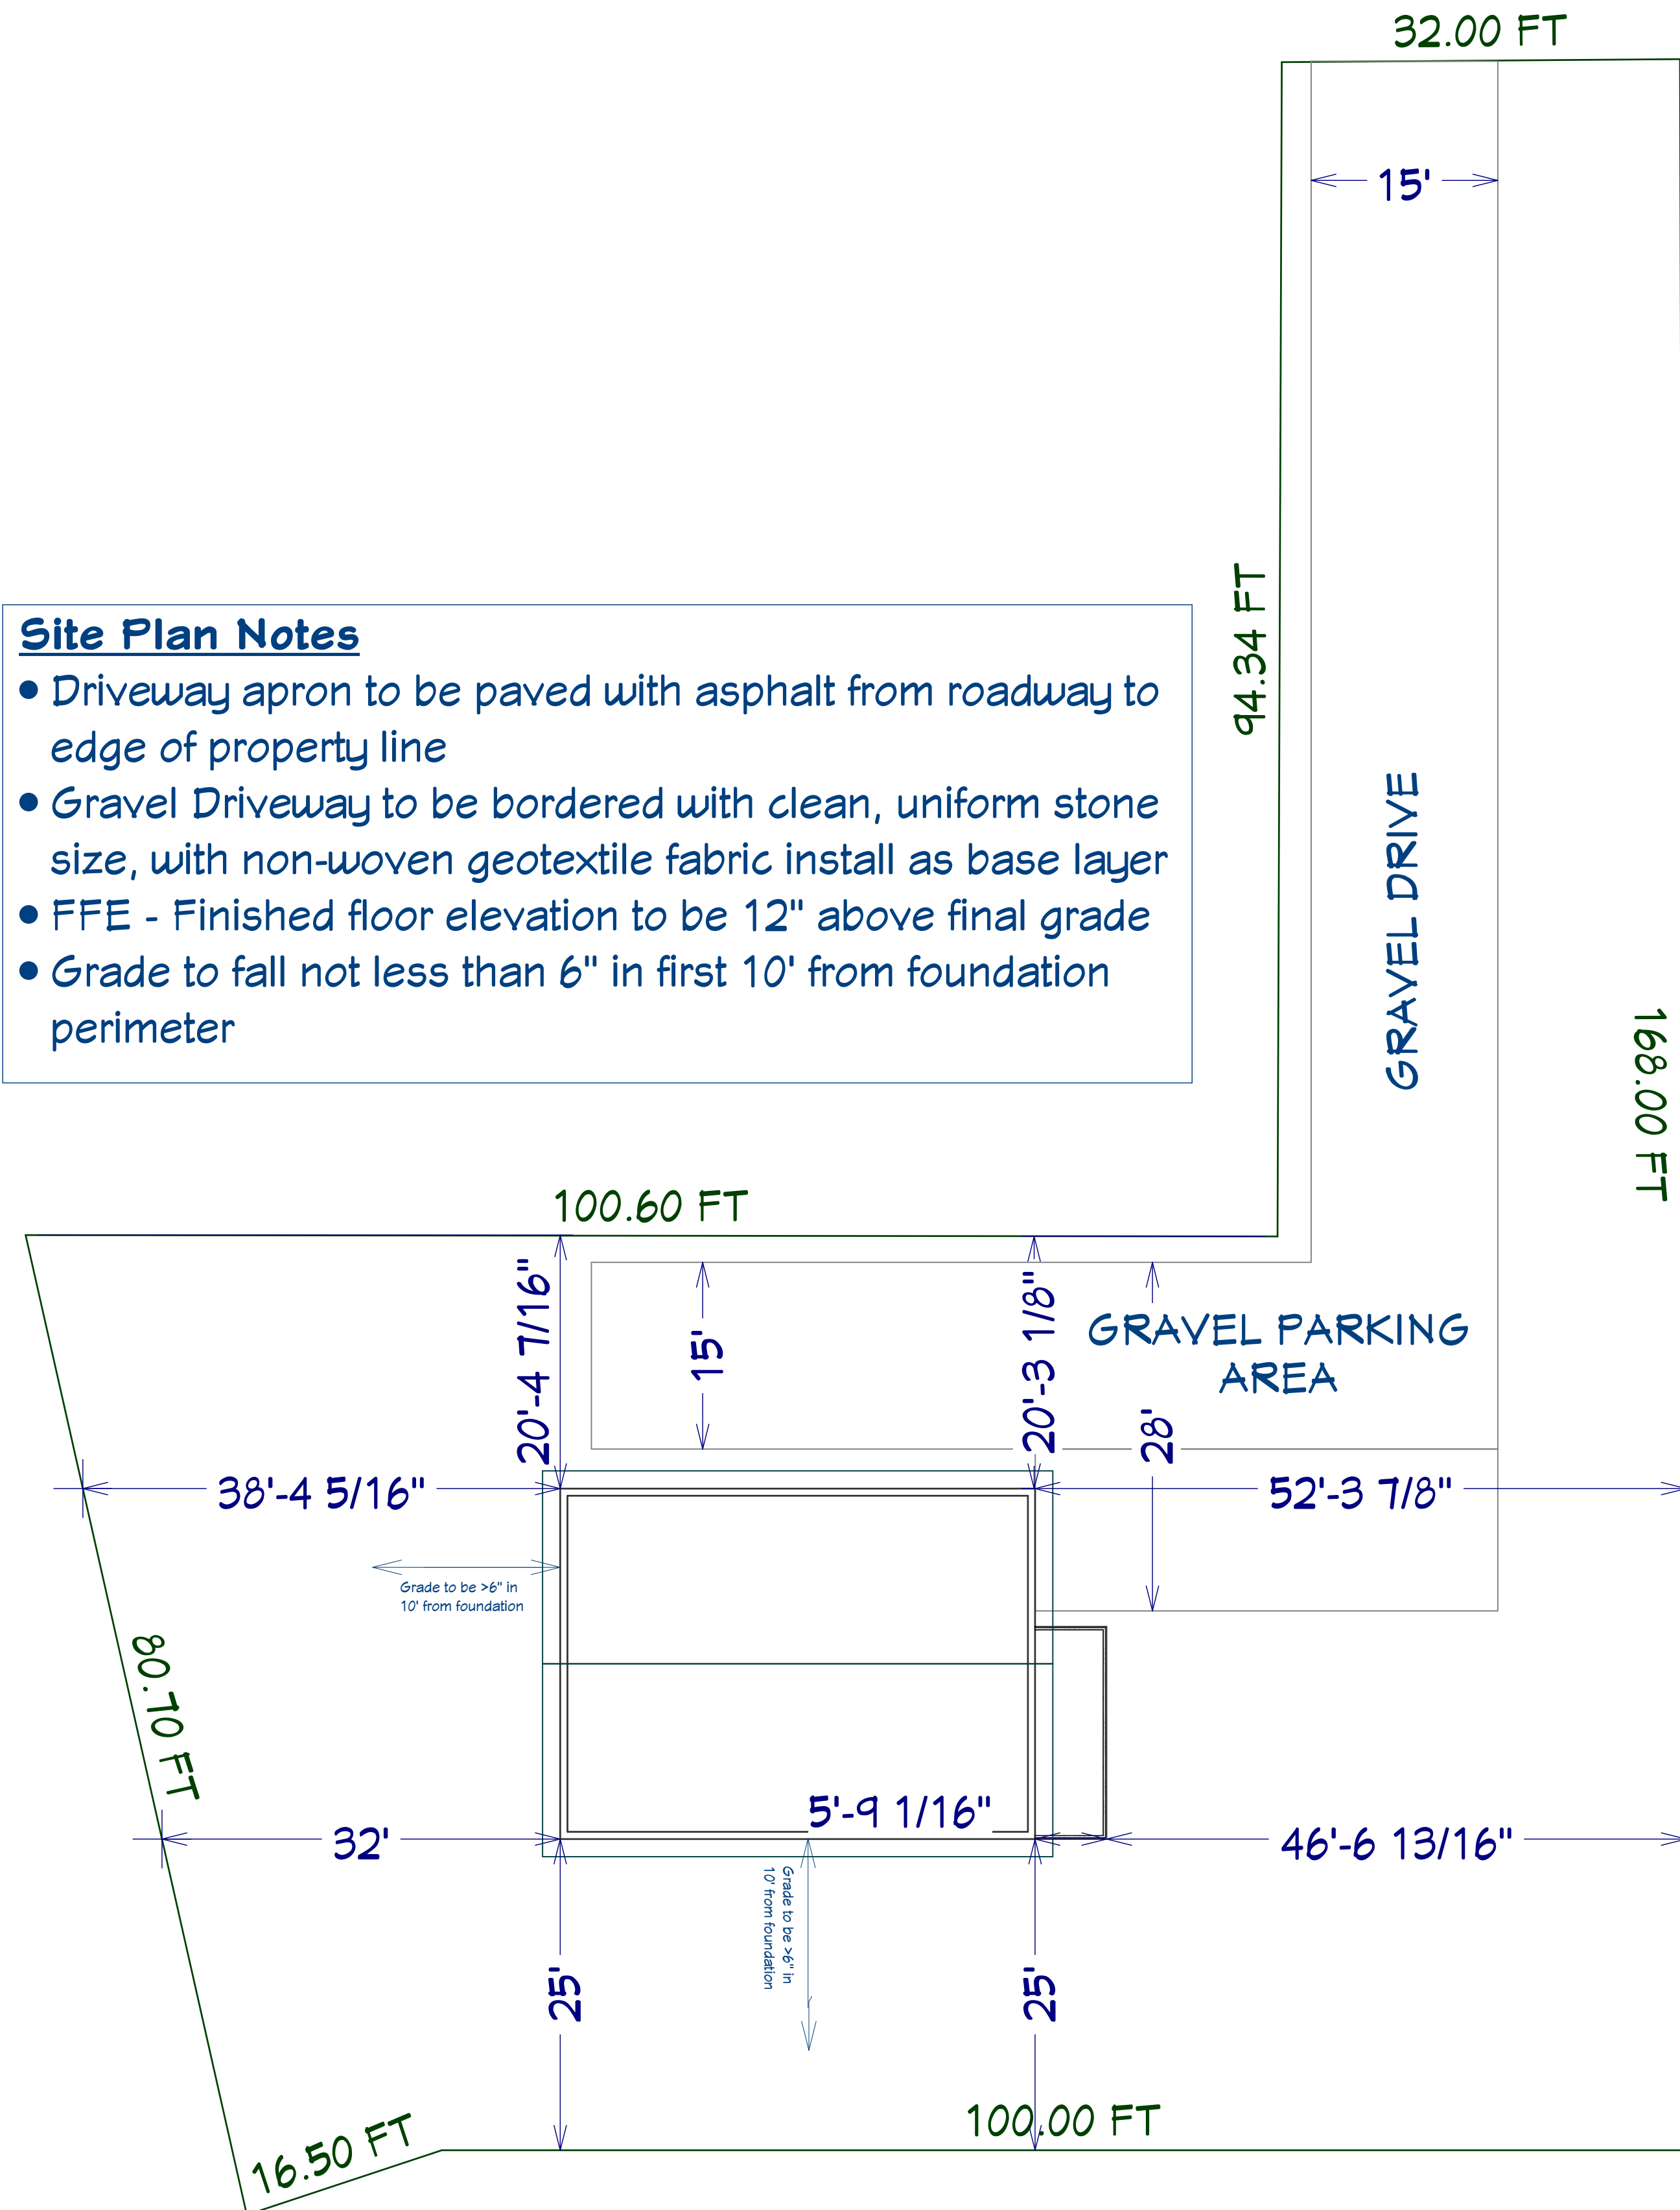 32.00 FT
15'
94.34 FT
Site Plan Notes
● Driveway apron to be paved with asphalt from roadway to
edge of property line
● Gravel Driveway to be bordered with clean, uniform stone
size, with non-woven geotextile fabric install as base layer
● FFE - Finished floor elevation to be 12" above final grade
● Grade to fall not less than 6" in first 10' from foundation
perimeter
GRAVEL DRIVE
168.00 FT
100.60 FT
20'-4 7/16"
15'
20'-3 1/8"
GRAVEL PARKING
AREA
28'
38'-4 5/16"
52'-3 7/8"
Grade to be >6" in
10' from foundation
80.70 FT
5'-9 1/16"
32'
46'-6 13/16"
Grade to be >6" in
10' from foundation
25'
25'
100.00 FT
16.50 FT